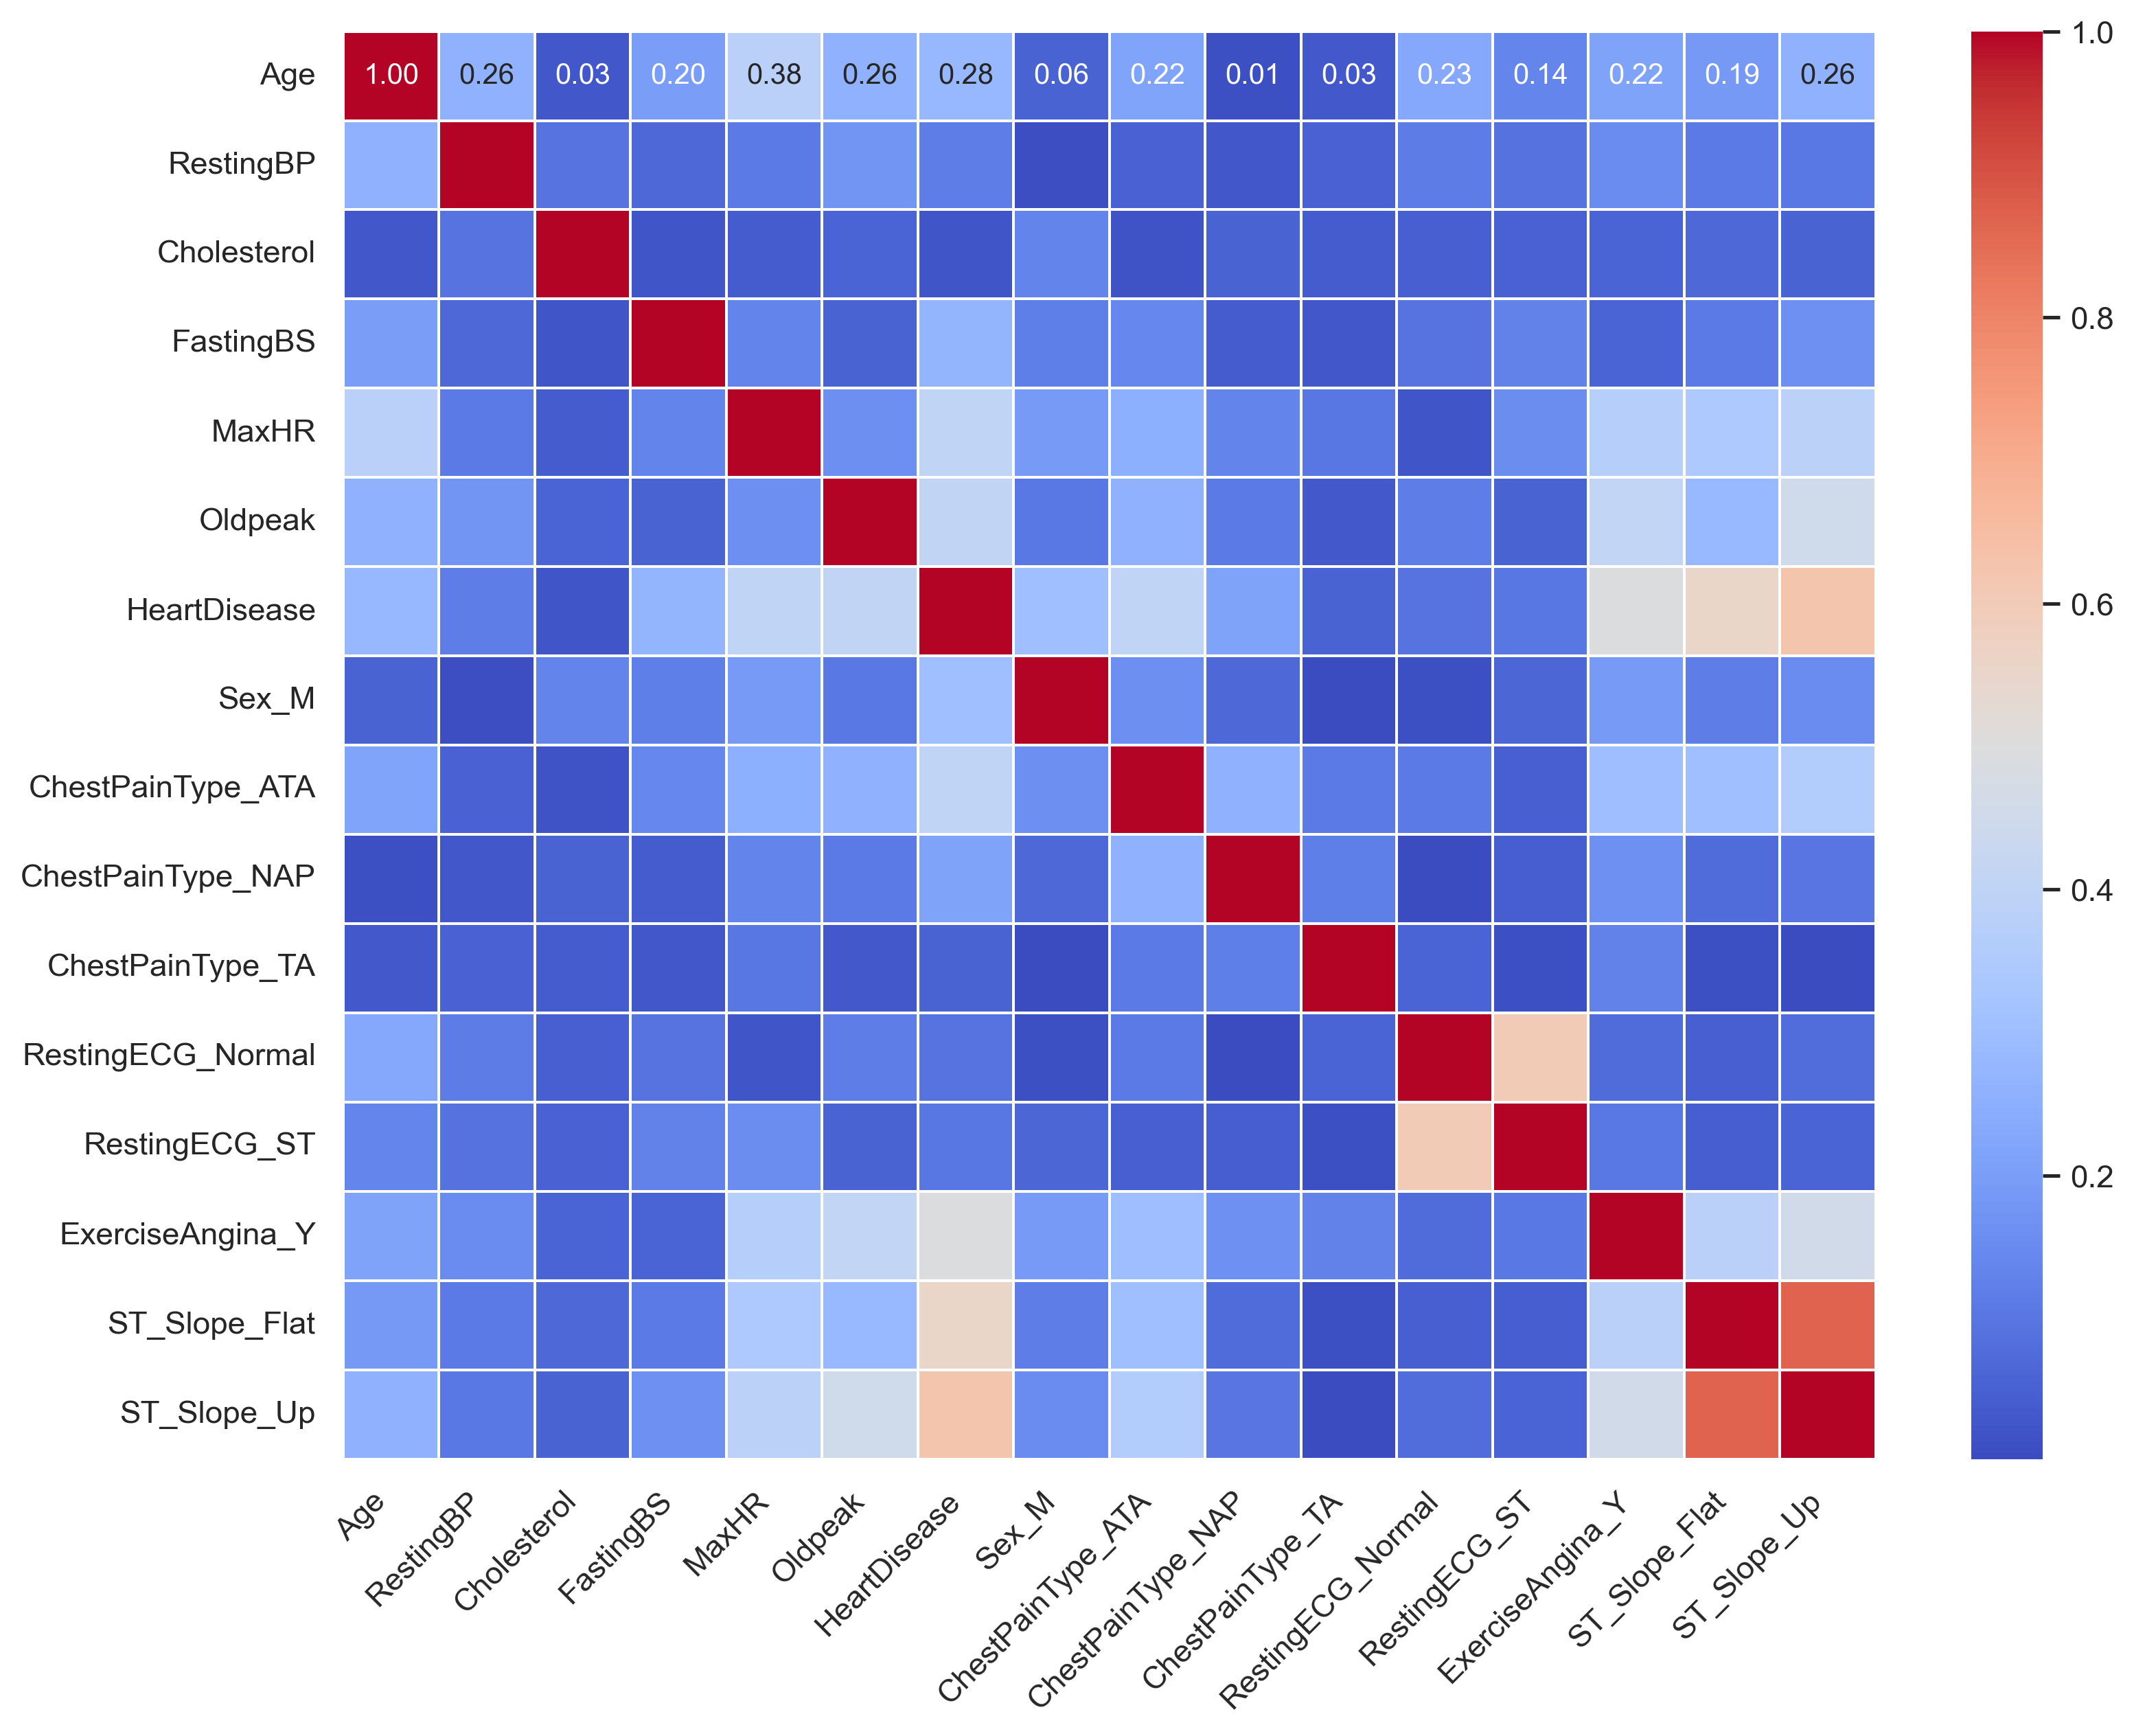 Age
1.00 0.26 0.03 0.20 0.38 0.26 0.28 0.06 0.22 0.01 0.03 0.23 0.14 0.22 0.19 0.26
RestingBP
Cholesterol
FastingBS
MaxHR
Oldpeak
HeartDisease
Sex_M
ChestPainType_ATA
ChestPainType_NAP
ChestPainType_TA
RestingECG_Normal
RestingECG_ST
ExerciseAngina_Y
ST_Slope_Flat
ST_Slope_Up
Age
RestingBP
Cholesterol
FastingBS
MaxHR
Oldpeak
HeartDisease
Sex_M
ChestPainType_ATA
ChestPainType_NAP
ChestPainType_TA
RestingECG_Normal
RestingECG_ST
ExerciseAngina_Y
ST_Slope_Flat
ST_Slope_Up
1.0
0.8
0.6
0.4
0.2